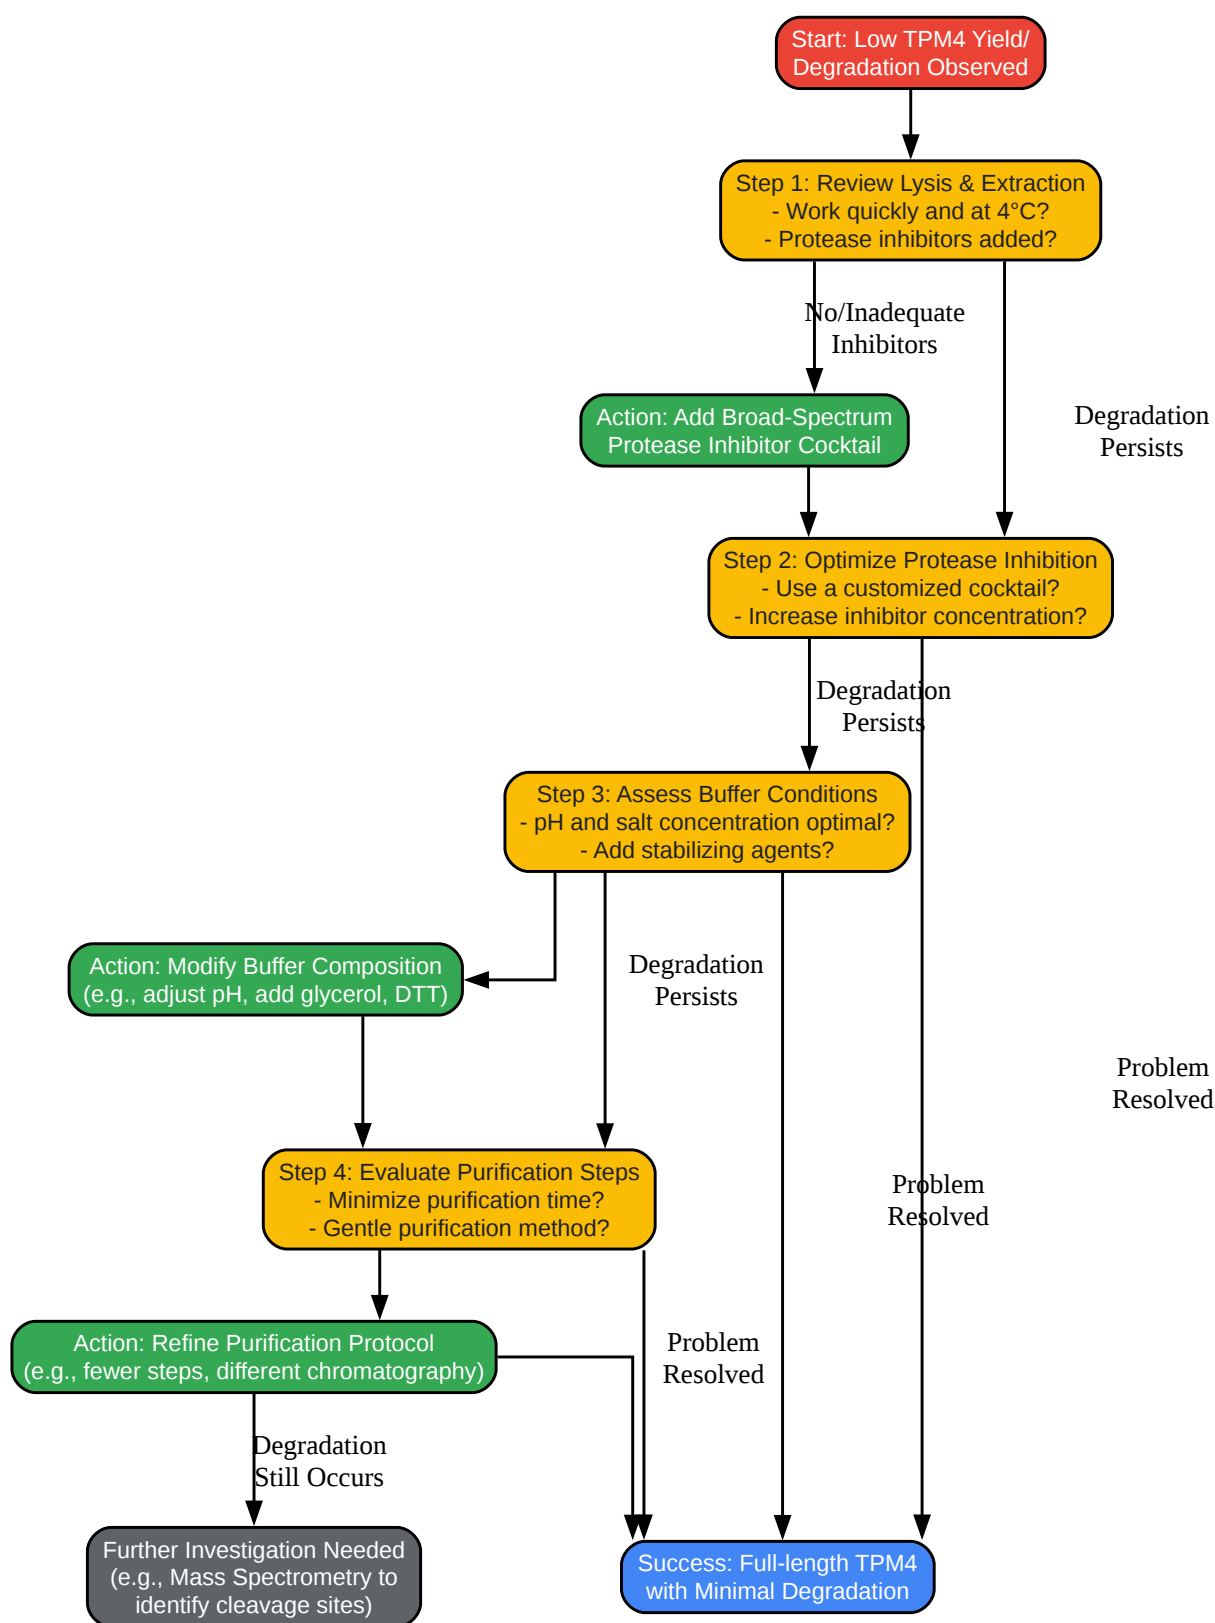 Start: Low TPM4 Yield/
Degradation Observed
Step 1: Review Lysis & Extraction
- Work quickly and at 4°C?
- Protease inhibitors added?
No/Inadequate
Inhibitors
Action: Add Broad-Spectrum
Protease Inhibitor Cocktail
Degradation
Persists
Step 2: Optimize Protease Inhibition
- Use a customized cocktail?
- Increase inhibitor concentration?
Degradation
Persists
Step 3: Assess Buffer Conditions
- pH and salt concentration optimal?
- Add stabilizing agents?
Action: Modify Buffer Composition
(e.g., adjust pH, add glycerol, DTT)
Degradation
Persists
Problem
Resolved
Step 4: Evaluate Purification Steps
- Minimize purification time?
- Gentle purification method?
Problem
Resolved
Action: Refine Purification Protocol
(e.g., fewer steps, different chromatography)
Problem
Resolved
Degradation
Still Occurs
Further Investigation Needed
(e.g., Mass Spectrometry to
identify cleavage sites)
Success: Full-length TPM4
with Minimal Degradation